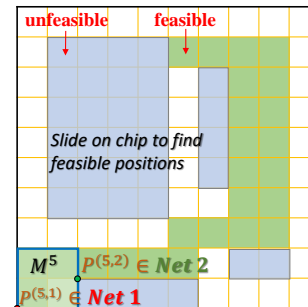 unfeasible feasible
Slide on chip to find
feasible positions
M⁵ P⁽⁵,²⁾ ∈ Net 2
P⁽⁵,¹⁾ ∈ Net 1